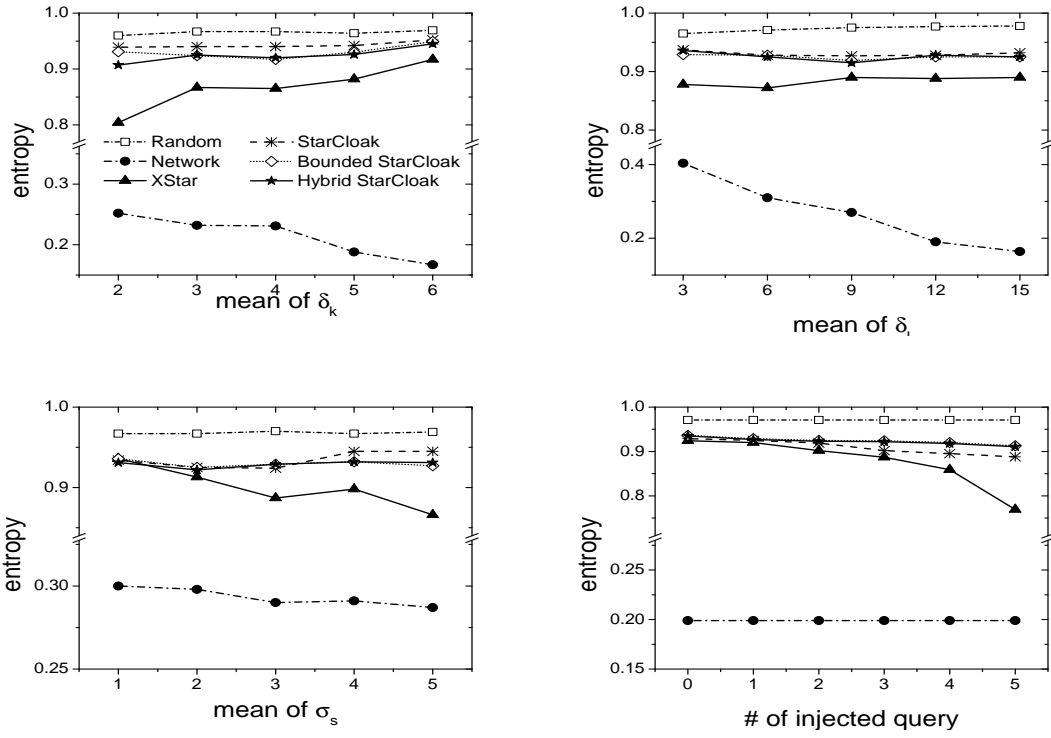 1.0
0.9
0.8
0.3
0.2
entropy
Random
Network
XStar
StarCloak
Bounded StarCloak
Hybrid StarCloak
2 3 4 5 6
mean of δk
1.0
0.9
0.8
0.4
0.2
entropy
3 6 9 12 15
mean of δ
1.0
0.9
0.30
0.25
entropy
1 2 3 4 5
mean of σs
1.0
0.9
0.8
0.25
0.20
0.15
entropy
0 1 2 3 4 5
# of injected query